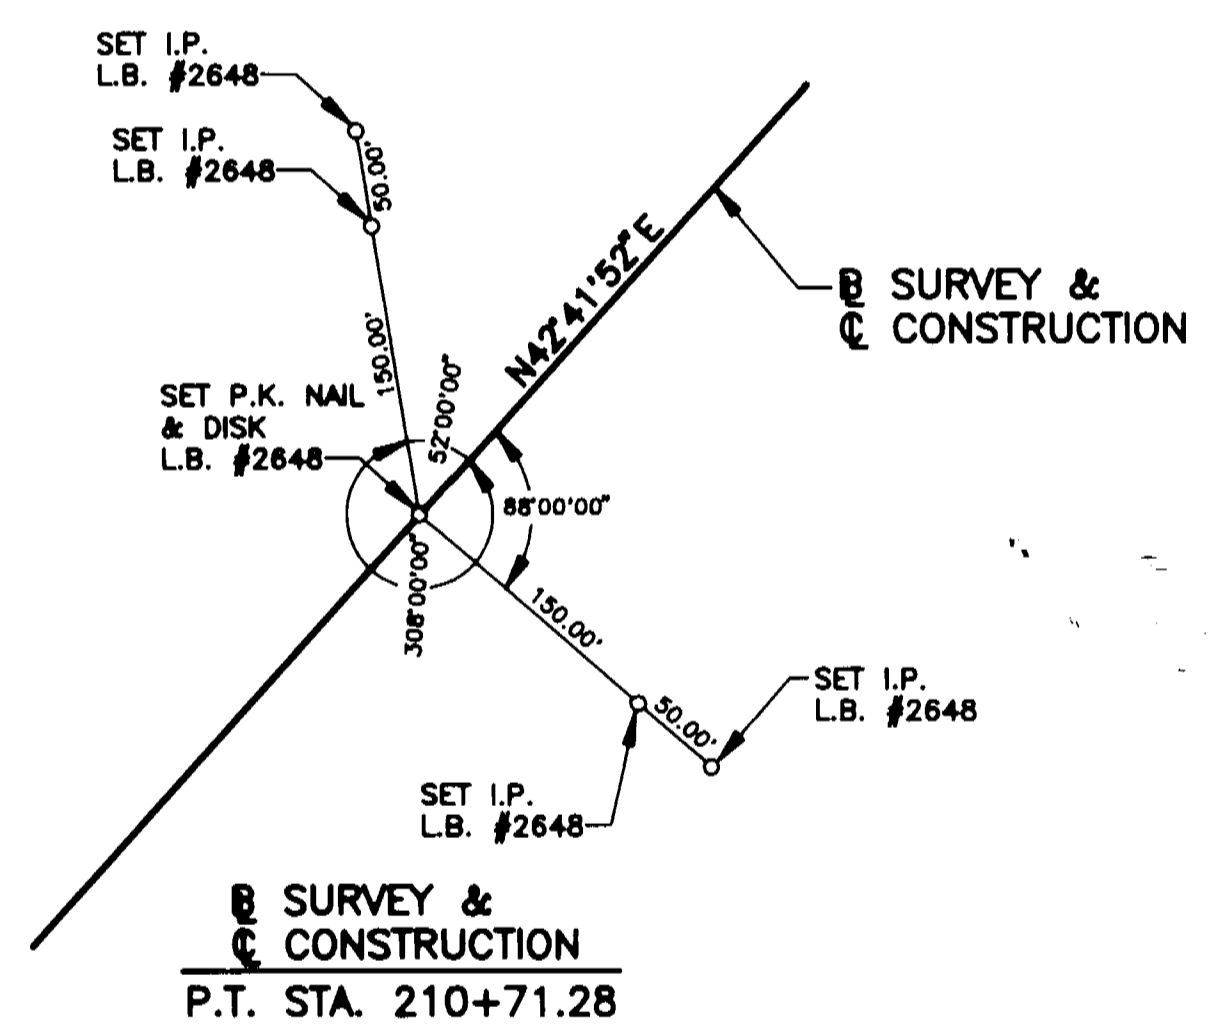 SET I.P.
L.B. #2648
SET I.P.
L.B. #2648
50.00'
N42°41'52"E
℄ SURVEY &
℄ CONSTRUCTION
150.00'
52°00'00"
SET P.K. NAIL
& DISK
L.B. #2648
88°00'00"
308°00'00"
150.00'
SET I.P.
L.B. #2648
50.00'
SET I.P.
L.B. #2648
BL SURVEY &
℄ CONSTRUCTION
P.T. STA. 210+71.28